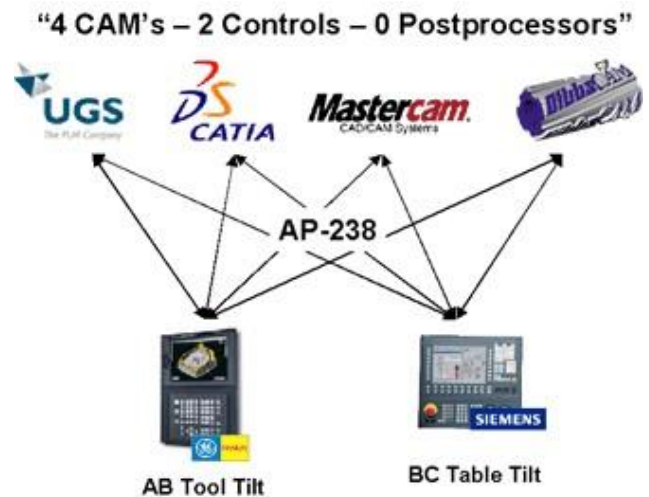 “4 CAM’s – 2 Controls – 0 Postprocessors”
UGS
The PLM Company
CATIA
Mastercam.
CAD/CAM Systems
GibbsCAM
AP-238
SIEMENS
AB Tool Tilt
BC Table Tilt